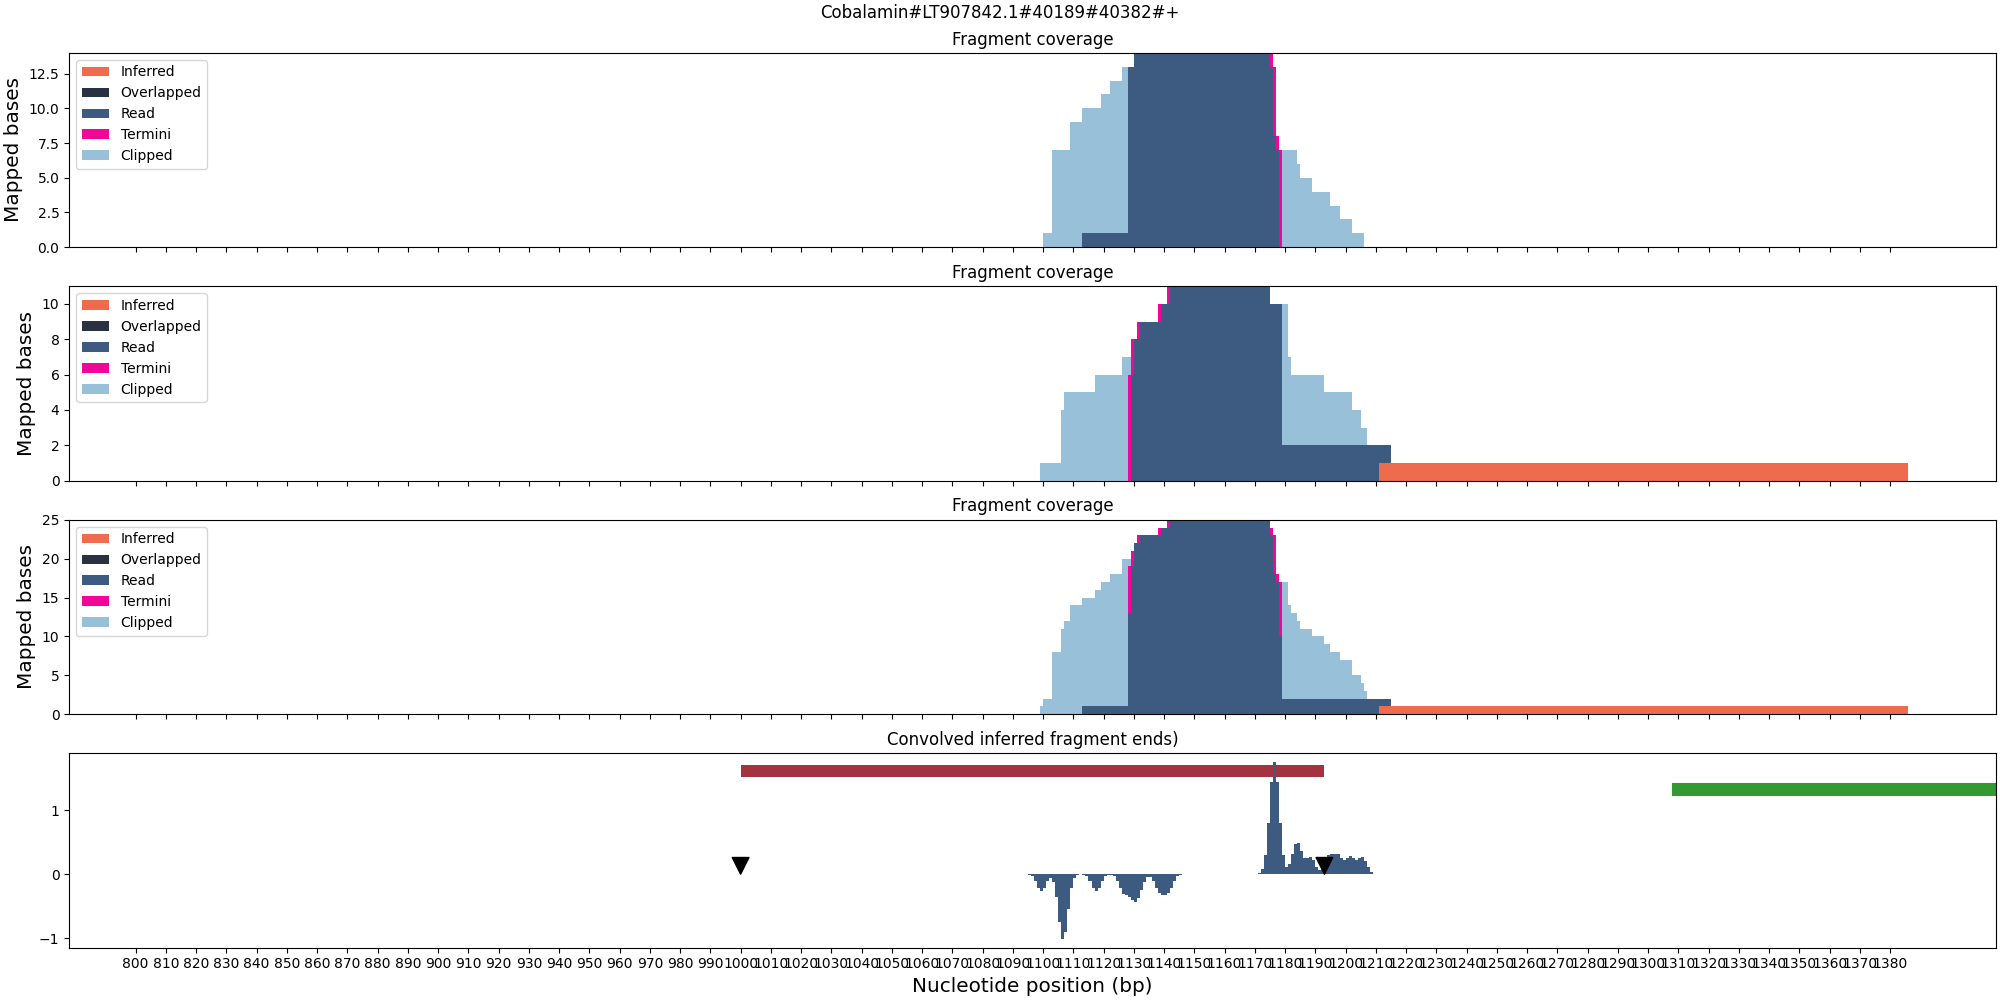 Cobalamin#LT907842.1#40189#40382#+
Fragment coverage
Mapped bases
12.5
10.0
7.5
5.0
2.5
0.0
Inferred
Overlapped
Read
Termini
Clipped
Fragment coverage
Mapped bases
10
8
6
4
2
0
Inferred
Overlapped
Read
Termini
Clipped
Fragment coverage
Mapped bases
25
20
15
10
5
0
Inferred
Overlapped
Read
Termini
Clipped
Convolved inferred fragment ends)
1
0
−1
800 810 820 830 840 850 860 870 880 890 900 910 920 930 940 950 960 970 980 990 1000 1010 1020 1030 1040 1050 1060 1070 1080 1090 1100 1110 1120 1130 1140 1150 1160 1170 1180 1190 1200 1210 1220 1230 1240 1250 1260 1270 1280 1290 1300 1310 1320 1330 1340 1350 1360 1370 1380
Nucleotide position (bp)